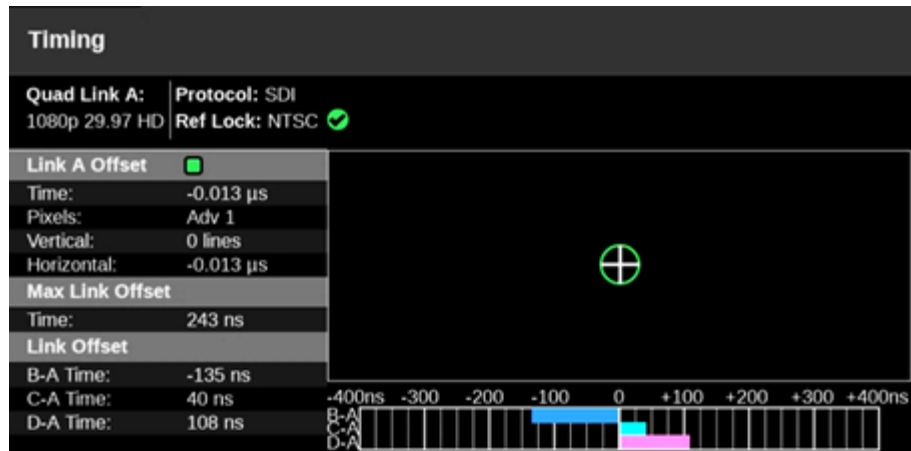 Timing
Quad Link A: Protocol: SDI
1080p 29.97 HD Ref Lock: NTSC
Link A Offset
Time: -0.013 µs
Pixels: Adv 1
Vertical: 0 lines
Horizontal: -0.013 µs
Max Link Offset
Time: 243 ns
Link Offset
B-A Time: -135 ns
C-A Time: 40 ns
D-A Time: 108 ns
-400ns -300 -200 -100 0 +100 +200 +300 +400ns
B-A
C-A
D-A